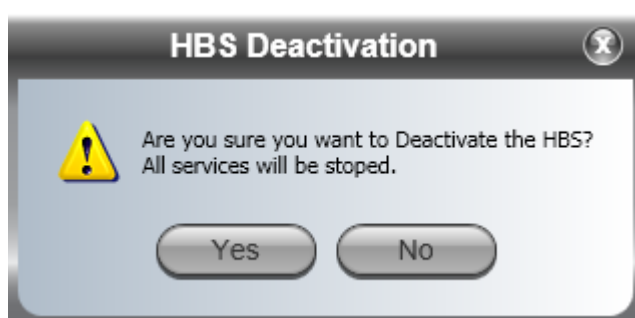 HBS Deactivation
Are you sure you want to Deactivate the HBS?
All services will be stoped.
Yes
No